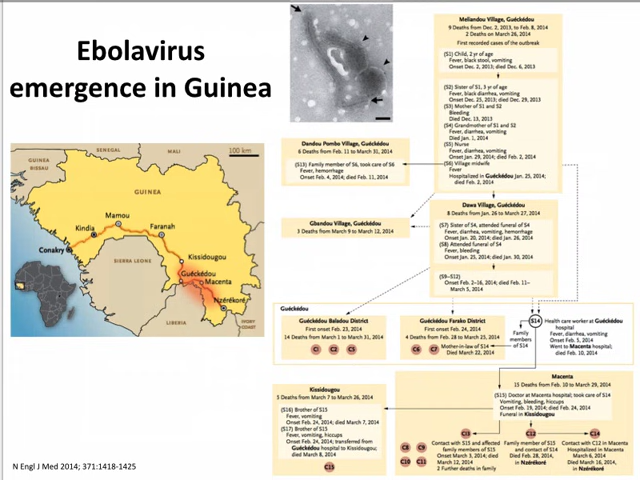 Ebolavirus
emergence in Guinea
SENEGAL
MALI
100 km
GUINEA
BISSAU
GUINEA
Mamou
Kindia
Faranah
Conakry
Kissidougou
SIERRA LEONE
Guéckédou
Macenta
Nzérékoré
LIBERIA
IVORY
COAST
N Engl J Med 2014; 371:1418-1425
Meliandou Village, Guéckédou
9 Deaths from Dec. 2, 2013, to Feb. 8, 2014
2 Deaths on March 26, 2014
First recorded cases of the outbreak
(S1) Child, 2 yr of age
Fever, black stool, vomiting
Onset Dec. 2, 2013; died Dec. 6, 2013
(S2) Sister of S1, 3 yr of age
Fever, black diarrhea, vomiting
Onset Dec. 25, 2013; died Dec. 29, 2013
(S3) Mother of S1 and S2
Bleeding
Died Dec. 13, 2013
(S4) Grandmother of S1 and S2
Fever, diarrhea, vomiting
Died Jan. 1, 2014
(S5) Nurse
Fever, diarrhea, vomiting
Onset Jan. 29, 2014; died Feb. 2, 2014
(S6) Village midwife
Fever
Hospitalized in Guéckédou Jan. 25, 2014;
died Feb. 2, 2014
Dandou Pombo Village, Guéckédou
6 Deaths from Feb. 11 to March 31, 2014
(S13) Family member of S6, took care of S6
Fever, hemorrhage
Onset Feb. 4, 2014; died Feb. 11, 2014
Gbandou Village, Guéckédou
3 Deaths from March 9 to March 12, 2014
Dawa Village, Guéckédou
8 Deaths from Jan. 26 to March 27, 2014
(S7) Sister of S4, attended funeral of S4
Fever, diarrhea, vomiting, hemorrhage
Onset Jan. 20, 2014; died Jan. 26, 2014
(S8) Attended funeral of S4
Fever, bleeding
Onset Jan. 25, 2014; died Jan. 30, 2014
(S9–S12)
Onset Feb. 2–16, 2014; died Feb. 11–
March 5, 2014
Guéckédou
Guéckédou Baladou District
First onset Feb. 23, 2014
14 Deaths from March 1 to March 31, 2014
C1 C2 C5
Guéckédou Farako District
First onset Feb. 24, 2014
4 Deaths from Feb. 28 to March 25, 2014
C6 C7 Mother-in-law of S14
Died March 22, 2014
Family
members
of S14
S14
Health care worker at Guéckédou
hospital
Fever, diarrhea, vomiting
Onset Feb. 5, 2014
Went to Macenta hospital;
died Feb. 10, 2014
Kissidougou
5 Deaths from March 7 to March 26, 2014
(S16) Brother of S15
Fever, vomiting
Onset Feb. 24, 2014; died March 7, 2014
(S17) Brother of S15
Fever, vomiting, hiccups
Onset Feb. 24, 2014; transferred from
Guéckédou hospital to Kissidougou;
died March 8, 2014
C15
Macenta
15 Deaths from Feb. 10 to March 29, 2014
(S15) Doctor at Macenta hospital; took care of S14
Vomiting, bleeding, hiccups
Onset Feb. 19, 2014; died Feb. 24, 2014
Funeral in Kissidougou
C8 C9
C10 C11
C13
Contact with S15 and affected
family members of S15
Onset March 3, 2014; died
March 12, 2014
2 Further deaths in family
C12
Family member of S15
and contact of S14
Died Feb. 28, 2014,
in Nzérékoré
C14
Contact with C12 in Macenta
Hospitalized in Macenta
March 6, 2014
Died March 16, 2014,
in Nzérékoré